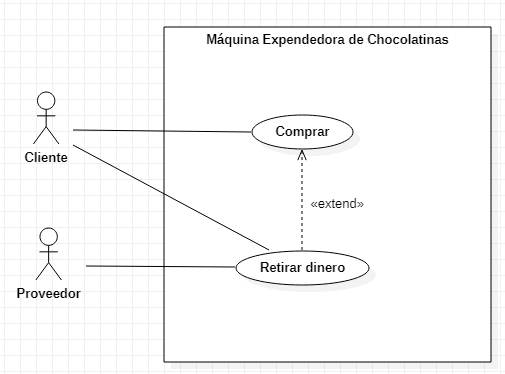 Máquina Expendedora de Chocolatinas
Comprar
Cliente
«extend»
Retirar dinero
Proveedor